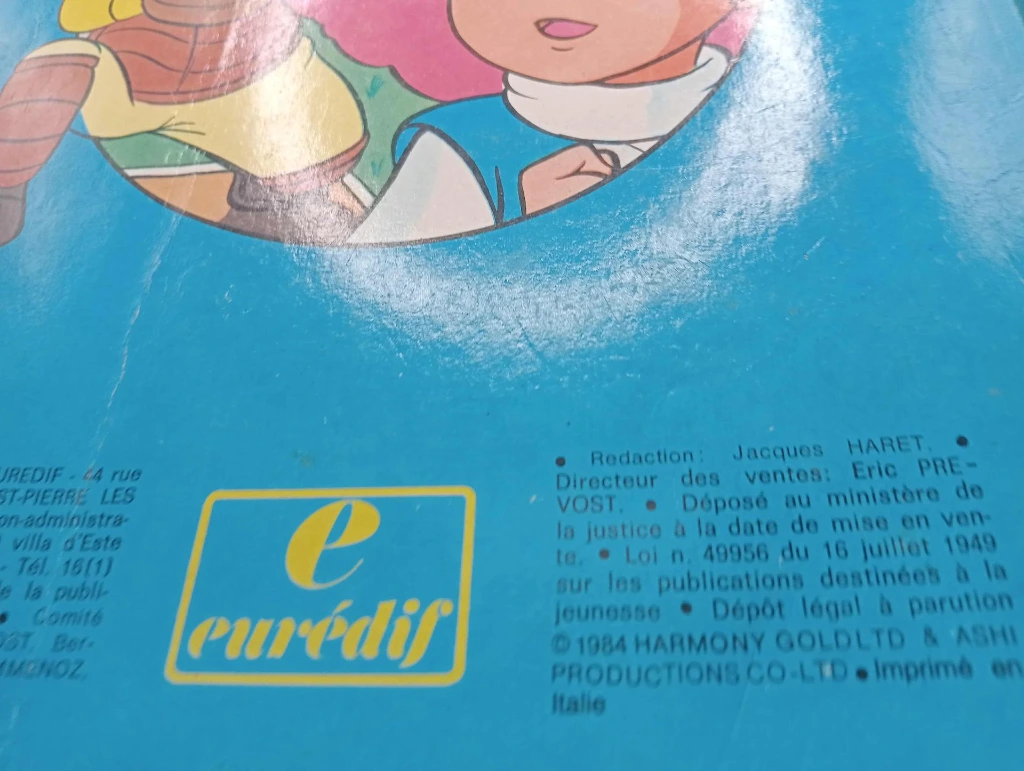 UREDIF - 44 rue
ST-PIERRE LES
on-administra-
villa d'Este
- Tél. 16(1)
e la publi-
• Comité
OST. Ber-
MMENOZ.
e
eurédif
• Redaction: Jacques HARET. •
Directeur des ventes: Eric PRE-
VOST. • Déposé au ministère de
la justice à la date de mise en ven-
te. • Loi n. 49956 du 16 juillet 1949
sur les publications destinées à la
jeunesse • Dépôt légal à parution
© 1984 HARMONY GOLD LTD & ASHI
PRODUCTIONS CO-LTD • Imprimé en
Italie